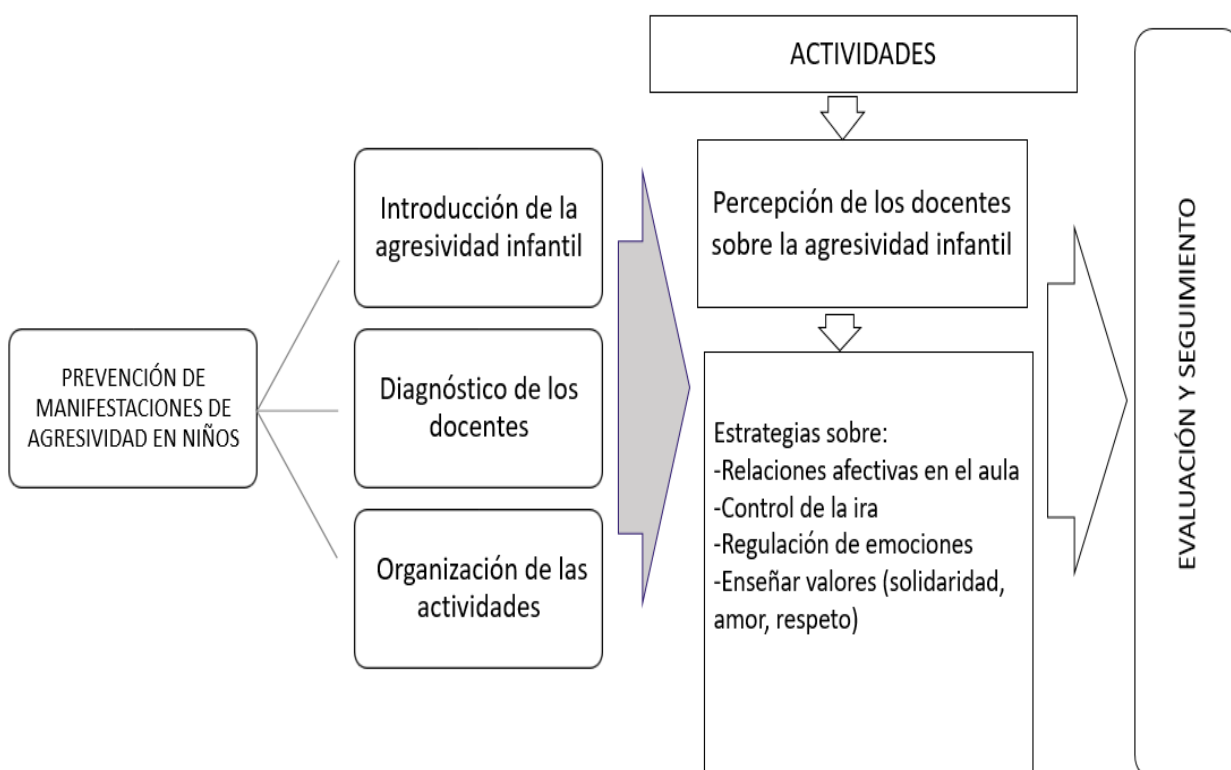 PREVENCIÓN DE
MANIFESTACIONES DE
AGRESIVIDAD EN NIÑOS
Introducción de la
agresividad infantil
Diagnóstico de los
docentes
Organización de las
actividades
ACTIVIDADES
Percepción de los docentes
sobre la agresividad infantil
Estrategias sobre:
-Relaciones afectivas en el aula
-Control de la ira
-Regulación de emociones
-Enseñar valores (solidaridad,
amor, respeto)
EVALUACIÓN Y SEGUIMIENTO